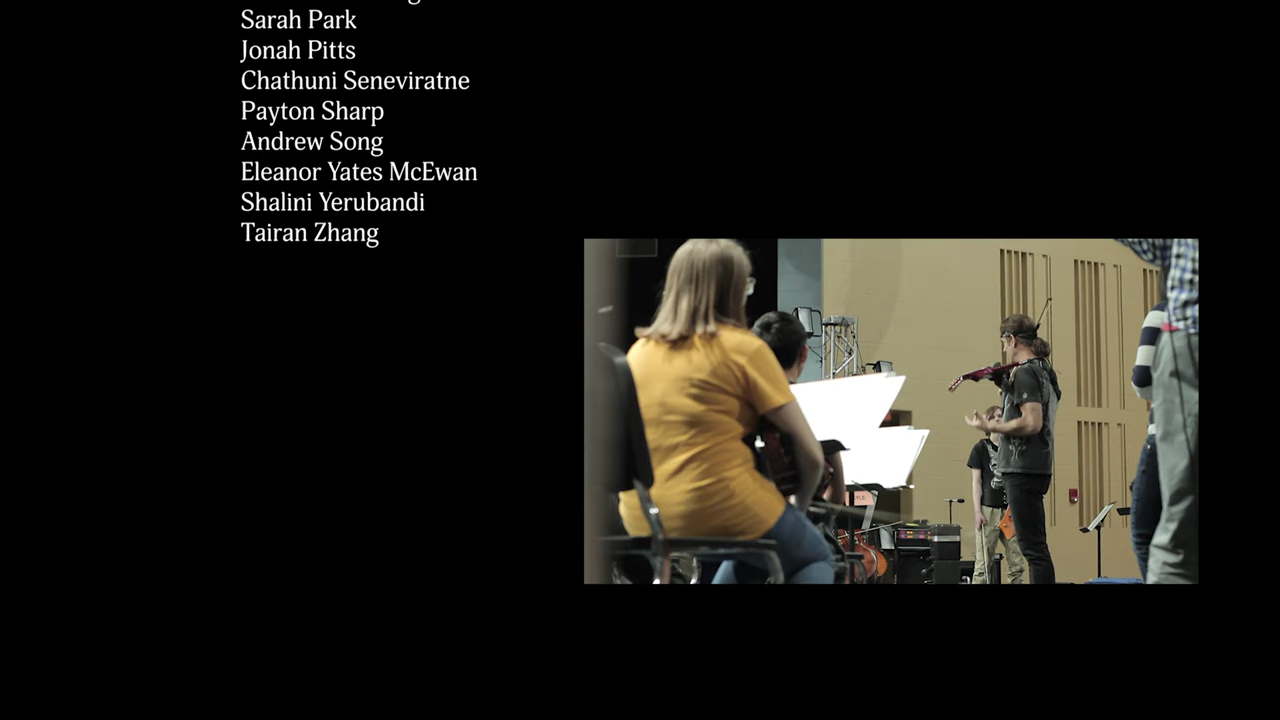 Sarah Park
Jonah Pitts
Chathuni Seneviratne
Payton Sharp
Andrew Song
Eleanor Yates McEwan
Shalini Yerubandi
Tairan Zhang